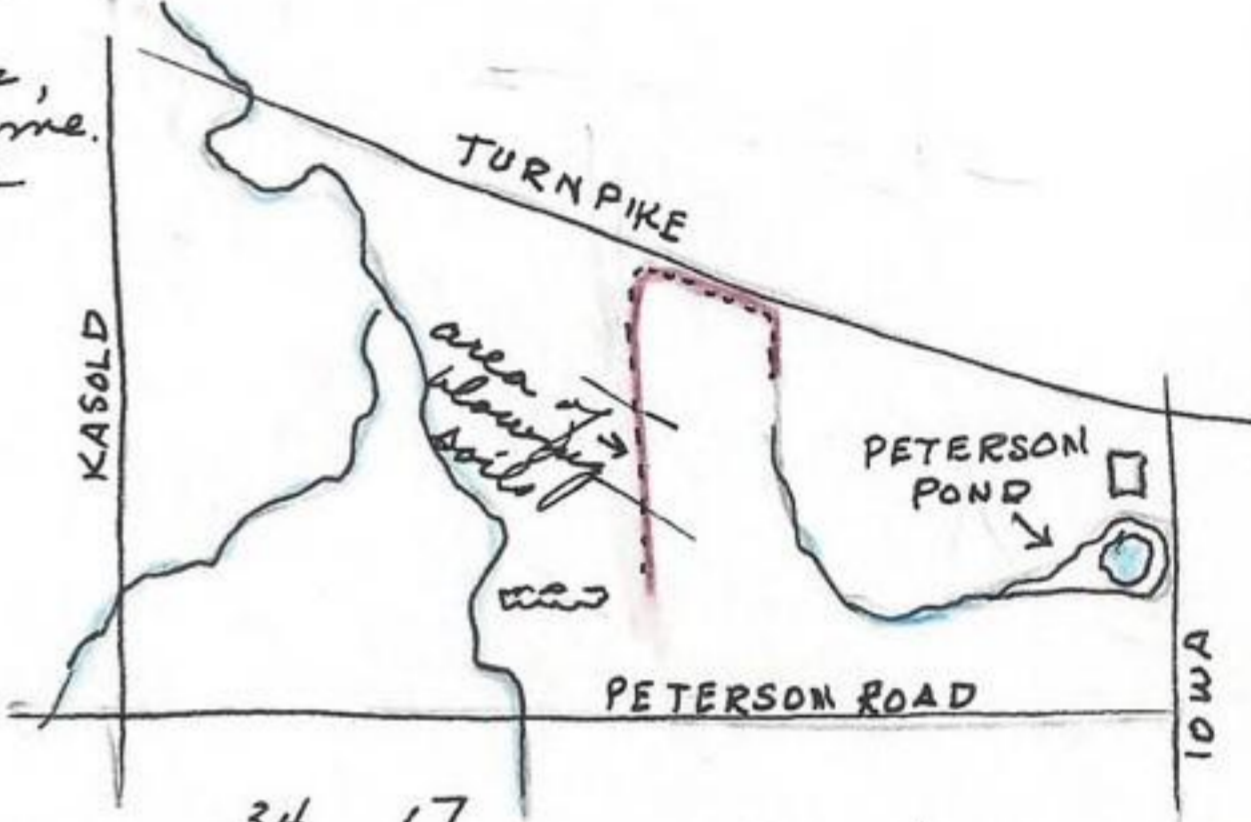 TURNPIKE
KASOLD
area of
blowing
soils
PETERSON
POND
PETERSON ROAD
IOWA